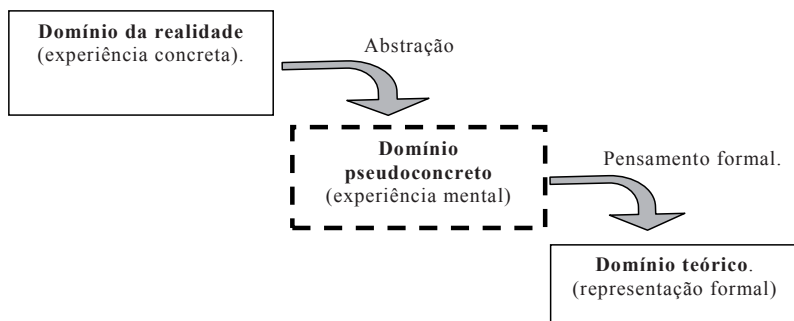 Domínio da realidade
(experiência concreta).
Abstração
Domínio
pseudoconcreto
(experiência mental)
Pensamento formal.
Domínio teórico.
(representação formal)